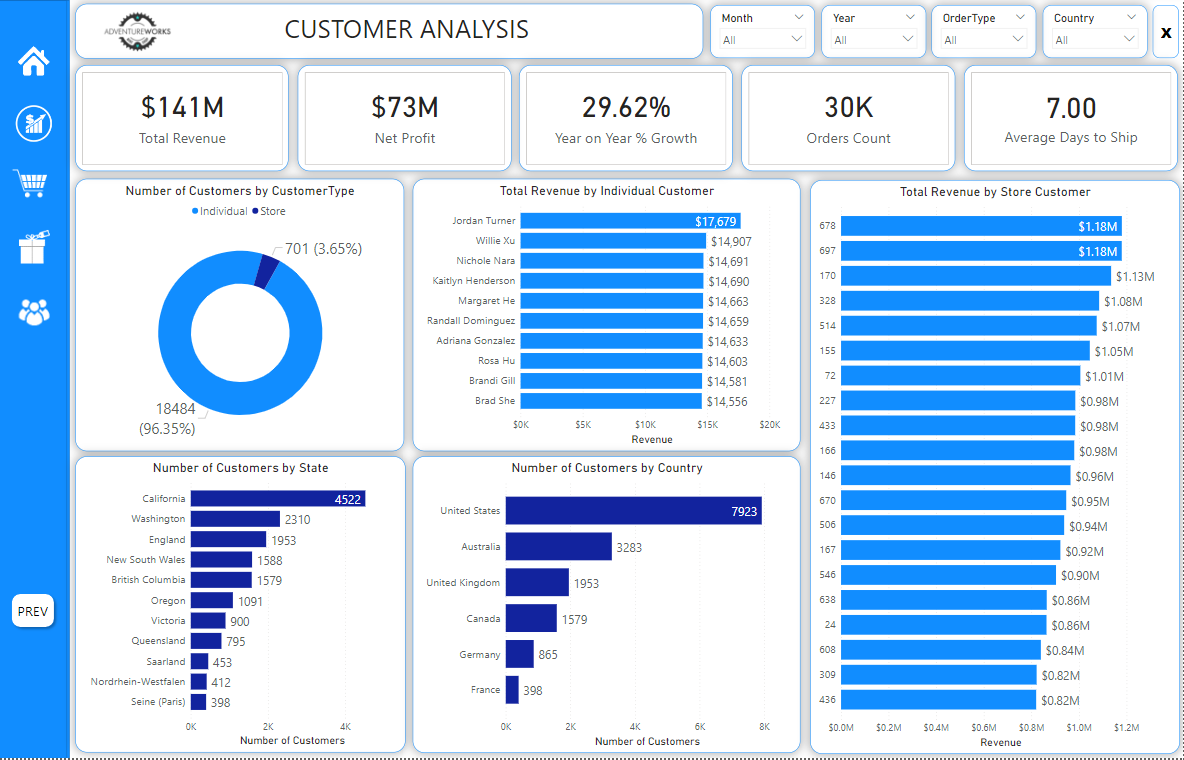 ADVENTUREWORKS
CUSTOMER ANALYSIS
Month
All
Year
All
OrderType
All
Country
All
X
$141M
Total Revenue
$73M
Net Profit
29.62%
Year on Year % Growth
30K
Orders Count
7.00
Average Days to Ship
Number of Customers by CustomerType
Individual Store
701 (3.65%)
18484
(96.35%)
Total Revenue by Individual Customer
Jordan Turner $17,679
Willie Xu $14,907
Nichole Nara $14,691
Kaitlyn Henderson $14,690
Margaret He $14,663
Randall Dominguez $14,659
Adriana Gonzalez $14,633
Rosa Hu $14,603
Brandi Gill $14,581
Brad She $14,556
$0K $5K $10K $15K $20K
Revenue
Total Revenue by Store Customer
678 $1.18M
697 $1.18M
170 $1.13M
328 $1.08M
514 $1.07M
155 $1.05M
72 $1.01M
227 $0.98M
433 $0.98M
166 $0.98M
146 $0.96M
670 $0.95M
506 $0.94M
167 $0.92M
546 $0.90M
638 $0.86M
24 $0.86M
608 $0.84M
309 $0.82M
436 $0.82M
$0.0M $0.2M $0.4M $0.6M $0.8M $1.0M $1.2M
Revenue
Number of Customers by State
California 4522
Washington 2310
England 1953
New South Wales 1588
British Columbia 1579
Oregon 1091
Victoria 900
Queensland 795
Saarland 453
Nordrhein-Westfalen 412
Seine (Paris) 398
0K 2K 4K
Number of Customers
Number of Customers by Country
United States 7923
Australia 3283
United Kingdom 1953
Canada 1579
Germany 865
France 398
0K 2K 4K 6K 8K
Number of Customers
PREV